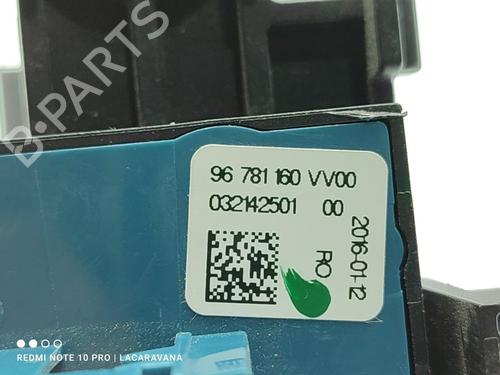 B-PARTS
96 781 160 VV00
032142501 00
2016-01-12
RO
REDMI NOTE 10 PRO | LACARAVANA